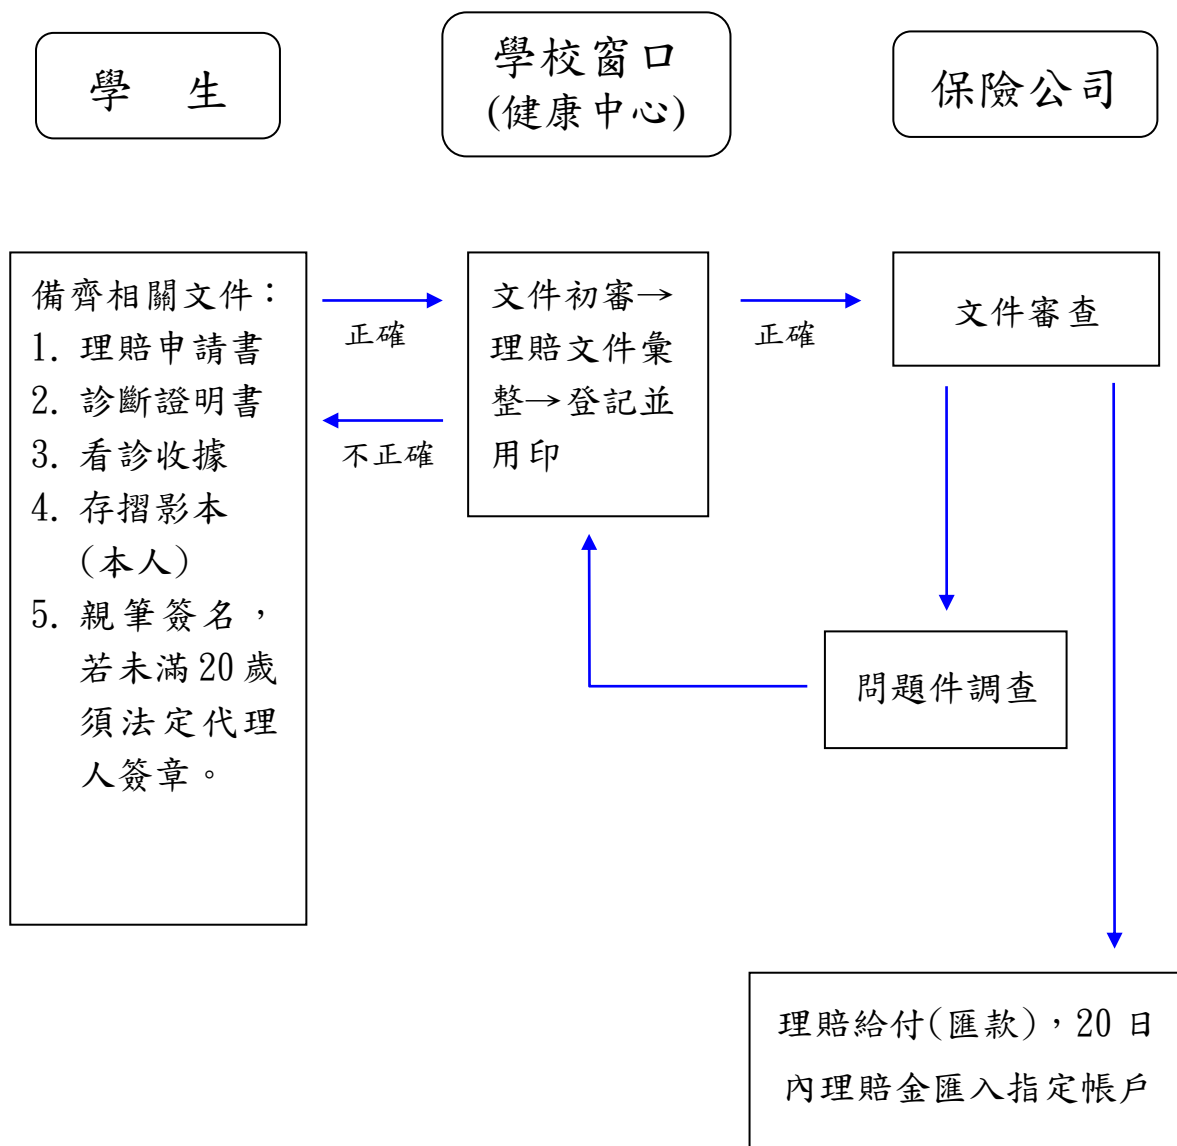 學 生
學校窗口
(健康中心)
保險公司
備齊相關文件：
1. 理賠申請書
2. 診斷證明書
3. 看診收據
4. 存摺影本
(本人)
5. 親筆簽名，
若未滿20歲
須法定代理
人簽章。
正確
不正確
文件初審→
理賠文件彙
整→登記並
用印
正確
文件審查
問題件調查
理賠給付(匯款)，20日
內理賠金匯入指定帳戶